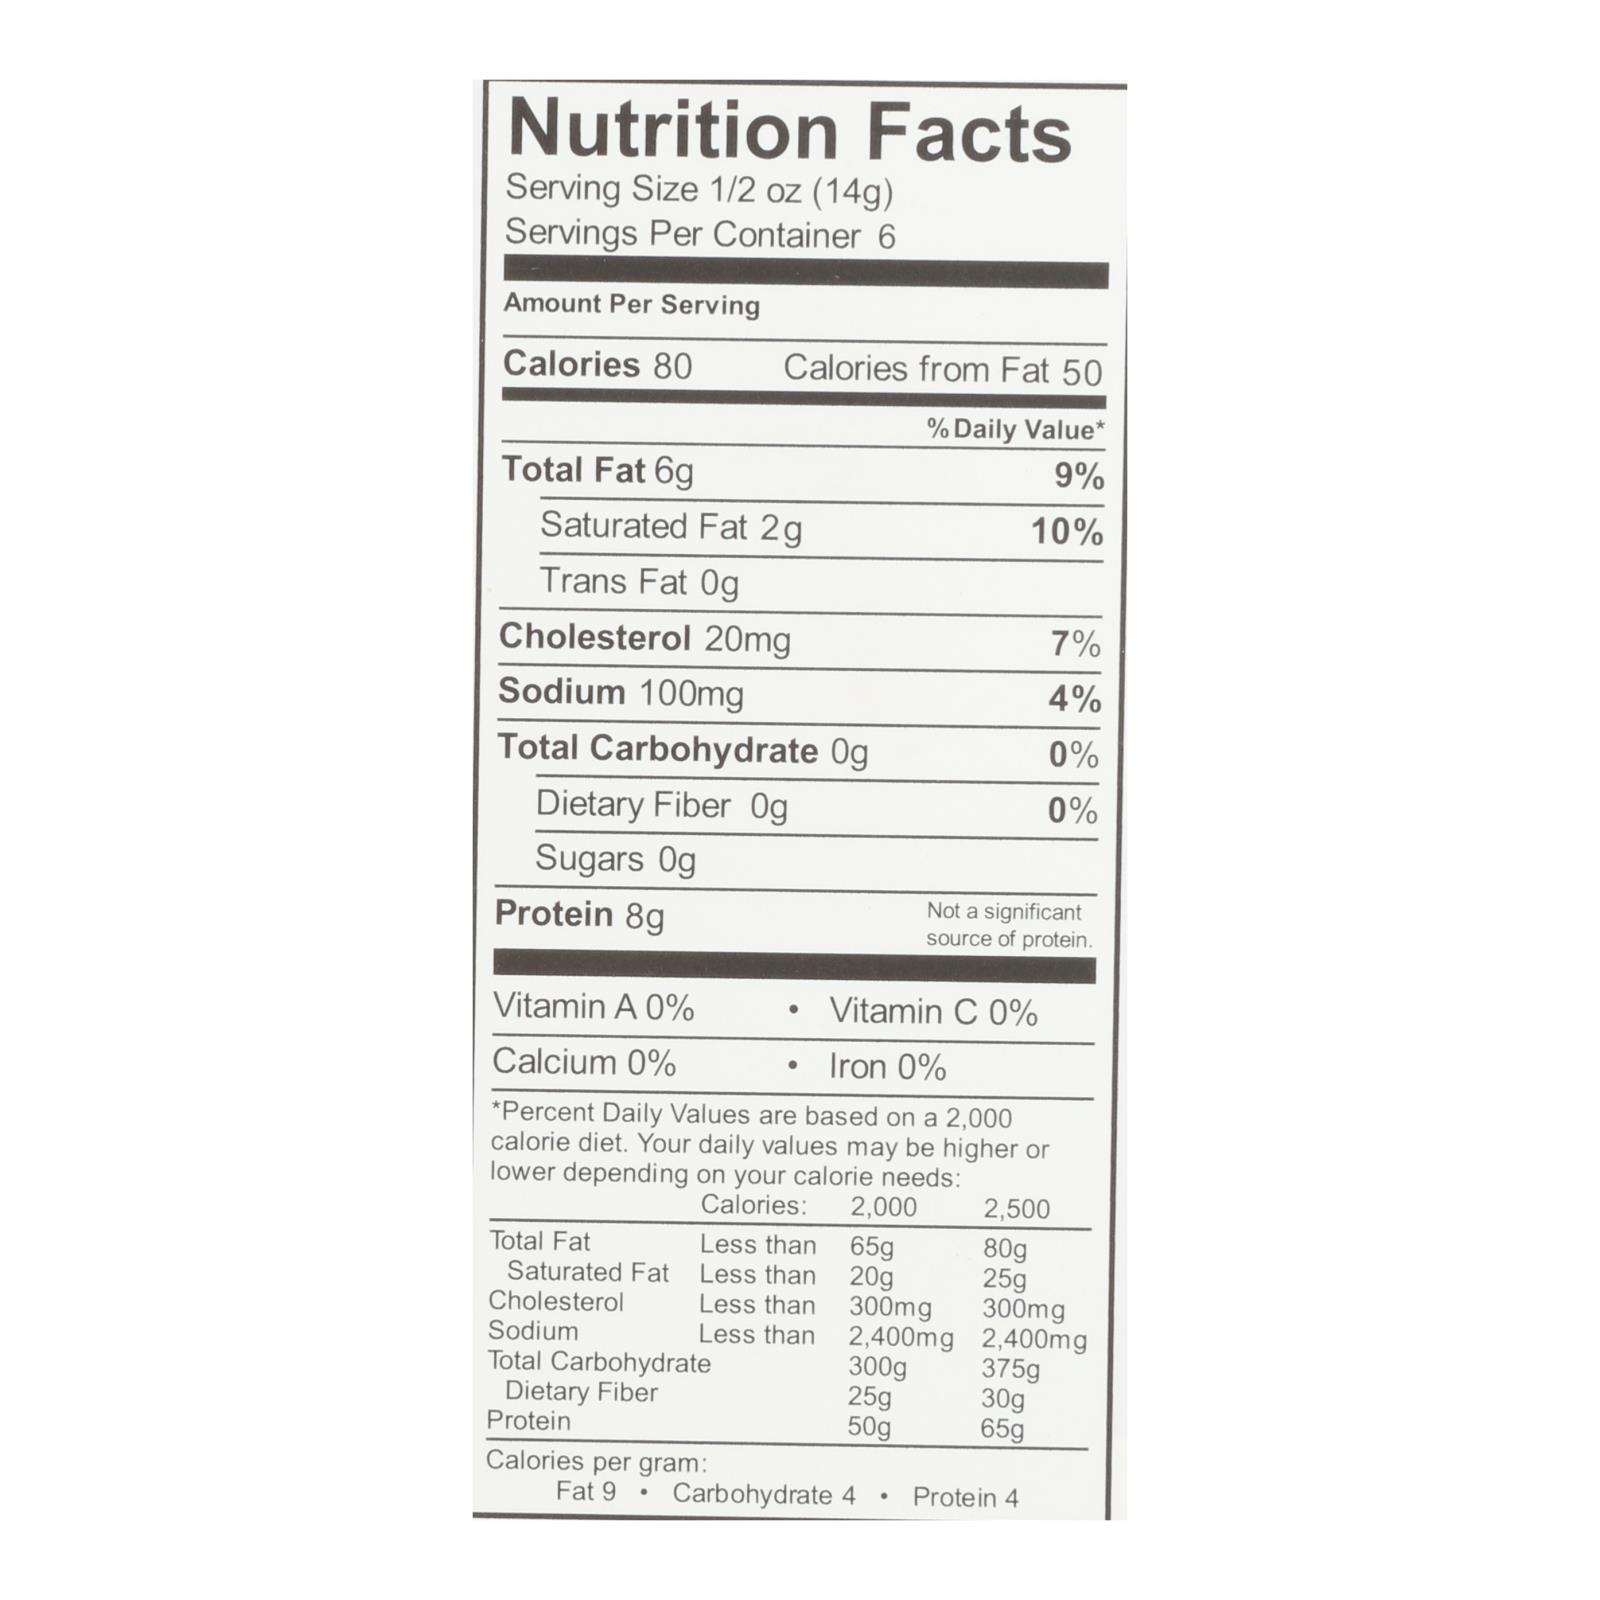 Nutrition Facts
Serving Size 1/2 oz (14g)
Servings Per Container 6
Amount Per Serving
Calories 80 Calories from Fat 50
% Daily Value*
Total Fat 6g 9%
Saturated Fat 2g 10%
Trans Fat 0g
Cholesterol 20mg 7%
Sodium 100mg 4%
Total Carbohydrate 0g 0%
Dietary Fiber 0g 0%
Sugars 0g
Protein 8g Not a significant
source of protein.
Vitamin A 0% • Vitamin C 0%
Calcium 0% • Iron 0%
*Percent Daily Values are based on a 2,000
calorie diet. Your daily values may be higher or
lower depending on your calorie needs:
Calories: 2,000 2,500
Total Fat Less than 65g 80g
Saturated Fat Less than 20g 25g
Cholesterol Less than 300mg 300mg
Sodium Less than 2,400mg 2,400mg
Total Carbohydrate 300g 375g
Dietary Fiber 25g 30g
Protein 50g 65g
Calories per gram:
Fat 9 • Carbohydrate 4 • Protein 4